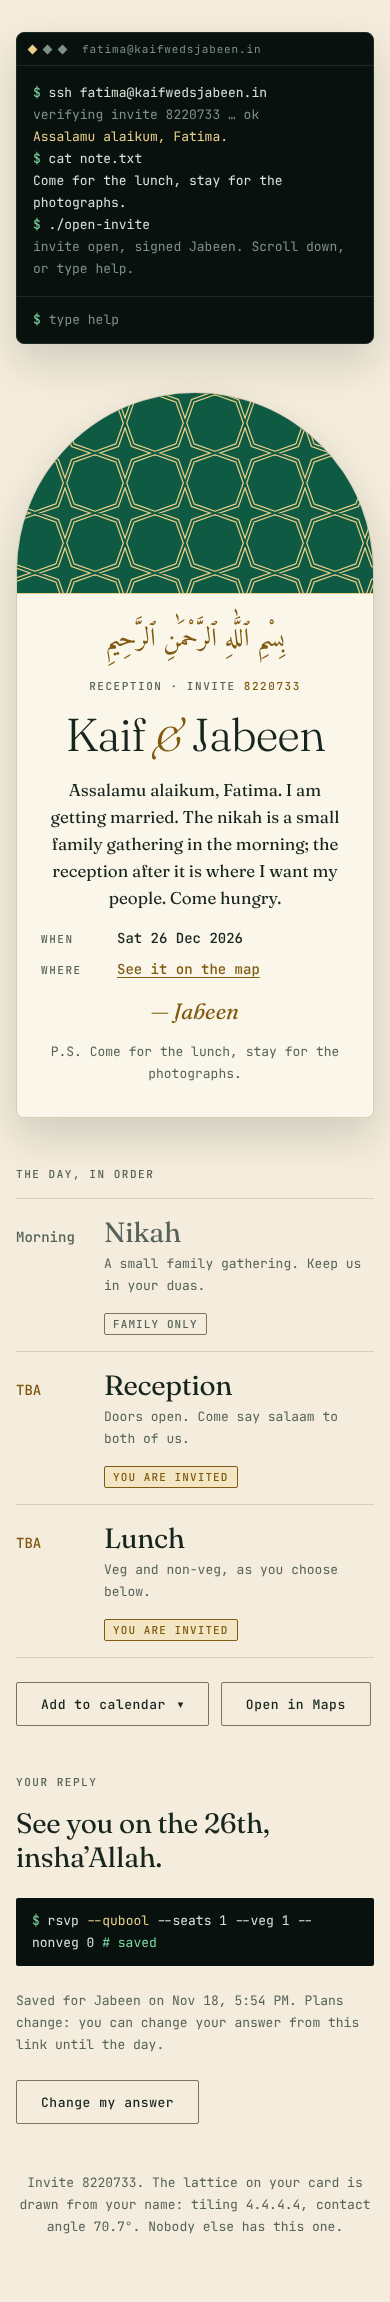 fatima@kaifwedsjabeen.in
$ ssh fatima@kaifwedsjabeen.in
verifying invite 8220733 … ok
Assalamu alaikum, Fatima.
$ cat note.txt
Come for the lunch, stay for the
photographs.
$ ./open-invite
invite open, signed Jabeen. Scroll down,
or type help.
$ type help
بِسْمِ ٱللَّٰهِ ٱلرَّحْمَٰنِ ٱلرَّحِيمِ
RECEPTION · INVITE 8220733
Kaif & Jabeen
Assalamu alaikum, Fatima. I am
getting married. The nikah is a small
family gathering in the morning; the
reception after it is where I want my
people. Come hungry.
WHEN Sat 26 Dec 2026
WHERE See it on the map
— Jabeen
P.S. Come for the lunch, stay for the
photographs.
THE DAY, IN ORDER
Morning Nikah
A small family gathering. Keep us
in your duas.
FAMILY ONLY
TBA Reception
Doors open. Come say salaam to
both of us.
YOU ARE INVITED
TBA Lunch
Veg and non-veg, as you choose
below.
YOU ARE INVITED
Add to calendar ▾ Open in Maps
YOUR REPLY
See you on the 26th,
insha’Allah.
$ rsvp --qubool --seats 1 --veg 1 --
nonveg 0 # saved
Saved for Jabeen on Nov 18, 5:54 PM. Plans
change: you can change your answer from this
link until the day.
Change my answer
Invite 8220733. The lattice on your card is
drawn from your name: tiling 4.4.4.4, contact
angle 70.7°. Nobody else has this one.